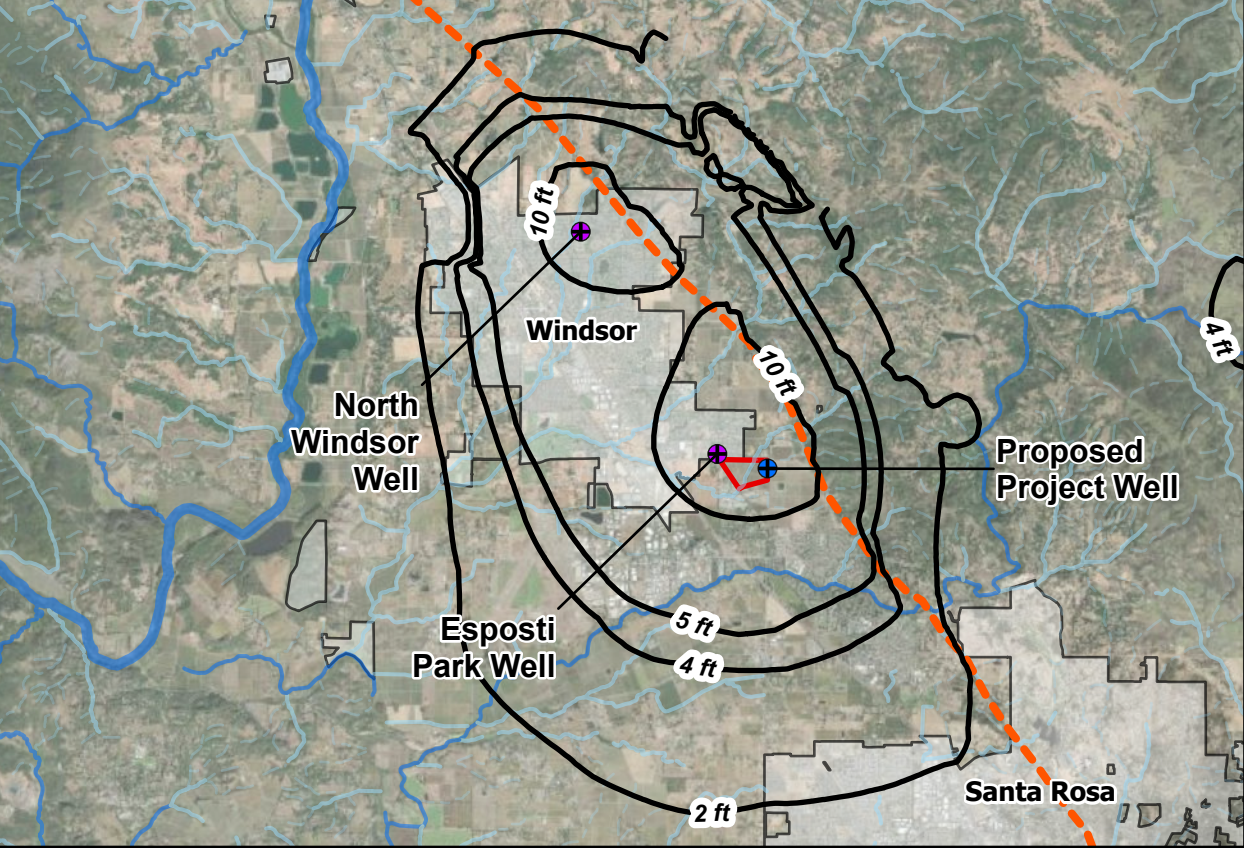 10 ft
4 ft
Windsor
10 ft
North
Windsor
Well
Proposed
Project Well
5 ft
Esposti
Park Well
4 ft
Santa Rosa
2 ft